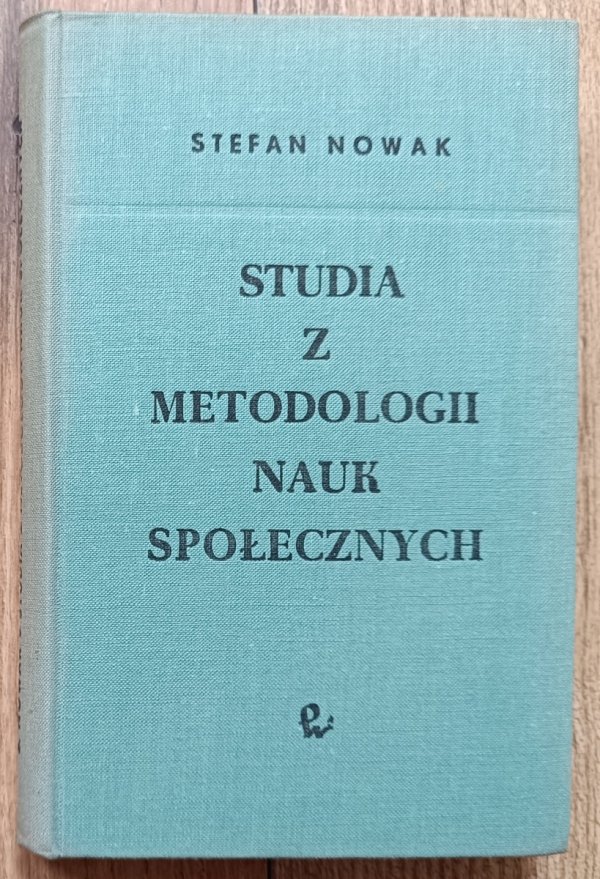 STEFAN NOWAK
STUDIA
Z
METODOLOGII
NAUK
SPOŁECZNYCH